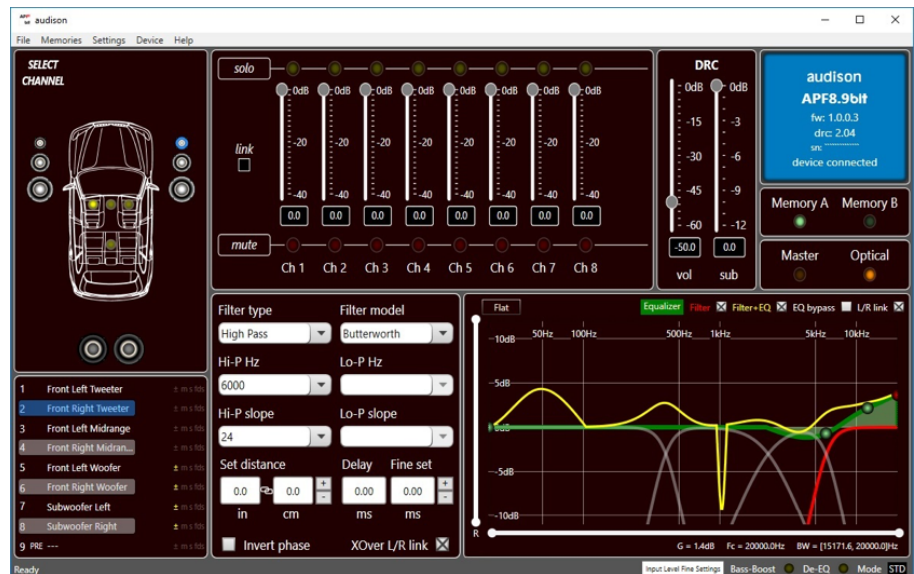 audison
File Memories Settings Device Help
SELECT
CHANNEL
solo
0dB 0dB 0dB 0dB 0dB 0dB 0dB 0dB
link
-20 -20 -20 -20 -20 -20 -20 -20
-40 -40 -40 -40 -40 -40 -40 -40
0.0 0.0 0.0 0.0 0.0 0.0 0.0 0.0
mute
Ch 1 Ch 2 Ch 3 Ch 4 Ch 5 Ch 6 Ch 7 Ch 8
DRC
0dB 0dB
-15 -3
-30 -6
-45 -9
-60 -12
-50.0 0.0
vol sub
audison
APF8.9bit
fw: 1.0.0.3
drc: 2.04
sn:
device connected
Memory A Memory B
Master Optical
1 Front Left Tweeter ± m s fds
2 Front Right Tweeter ± m s fds
3 Front Left Midrange ± m s fds
4 Front Right Midran... ± m s fds
5 Front Left Woofer ± m s fds
6 Front Right Woofer ± m s fds
7 Subwoofer Left ± m s fds
8 Subwoofer Right ± m s fds
9 PRE --- ± m s fds
Filter type Filter model
High Pass Butterworth
Hi-P Hz Lo-P Hz
6000
Hi-P slope Lo-P slope
24
Set distance Delay Fine set
0.0 0.0 + - 0.00 0.00 + -
in cm ms ms
Invert phase XOver L/R link
Flat Equalizer Filter Filter+EQ EQ bypass L/R link
50Hz 100Hz 500Hz 1kHz 5kHz 10kHz
-10dB
-5dB
0dB
-5dB
-10dB
R
G = 1.4dB Fc = 20000.0Hz BW = [15171.6, 20000.0]Hz
Ready Input Level Fine Settings Bass-Boost De-EQ Mode STD